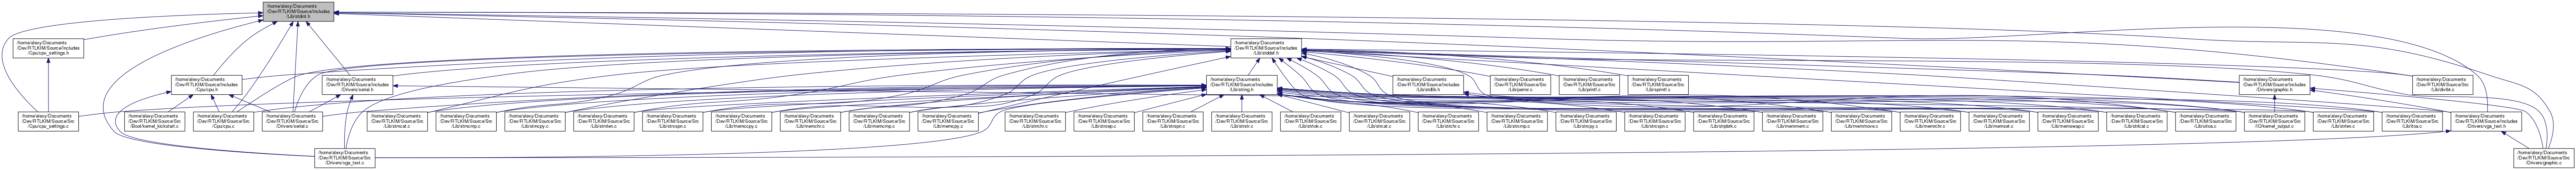 /home/alexy/Documents
/Dev/RTLKIM/Source/Includes
/Lib/stdint.h
/home/alexy/Documents
/Dev/RTLKIM/Source/Includes
/Cpu/cpu_settings.h
/home/alexy/Documents
/Dev/RTLKIM/Source/Includes
/Lib/stddef.h
/home/alexy/Documents
/Dev/RTLKIM/Source/Includes
/Cpu/cpu.h
/home/alexy/Documents
/Dev/RTLKIM/Source/Includes
/Drivers/serial.h
/home/alexy/Documents
/Dev/RTLKIM/Source/Includes
/Lib/string.h
/home/alexy/Documents
/Dev/RTLKIM/Source/Includes
/Lib/stdlib.h
/home/alexy/Documents
/Dev/RTLKIM/Source/Src
/Lib/perror.c
/home/alexy/Documents
/Dev/RTLKIM/Source/Src
/Lib/printf.c
/home/alexy/Documents
/Dev/RTLKIM/Source/Src
/Lib/sprintf.c
/home/alexy/Documents
/Dev/RTLKIM/Source/Includes
/Drivers/graphic.h
/home/alexy/Documents
/Dev/RTLKIM/Source/Src
/home/alexy/Documents
/Dev/RTLKIM/Source/Src
/Cpu/cpu_settings.c
/home/alexy/Documents
/Dev/RTLKIM/Source/Src
/Boot/kernel_kickstart.c
/home/alexy/Documents
/Dev/RTLKIM/Source/Src
/Cpu/cpu.c
/home/alexy/Documents
/Dev/RTLKIM/Source/Src
/Drivers/serial.c
/home/alexy/Documents
/Dev/RTLKIM/Source/Src
/Lib/strncat.c
/home/alexy/Documents
/Dev/RTLKIM/Source/Src
/Lib/strncmp.c
/home/alexy/Documents
/Dev/RTLKIM/Source/Src
/Lib/strncpy.c
/home/alexy/Documents
/Dev/RTLKIM/Source/Src
/Lib/strnlen.c
/home/alexy/Documents
/Dev/RTLKIM/Source/Src
/home/alexy/Documents
/Dev/RTLKIM/Source/Src
/Lib/memccpy.c
/home/alexy/Documents
/Dev/RTLKIM/Source/Src
/Lib/memchr.c
/home/alexy/Documents
/Dev/RTLKIM/Source/Src
/Lib/memcmp.c
/home/alexy/Documents
/Dev/RTLKIM/Source/Src
/Lib/memcpy.c
/home/alexy/Documents
/Dev/RTLKIM/Source/Src
/Lib/strrchr.c
/home/alexy/Documents
/Dev/RTLKIM/Source/Src
/Lib/strsep.c
/home/alexy/Documents
/Dev/RTLKIM/Source/Src
/Lib/strspn.c
/home/alexy/Documents
/Dev/RTLKIM/Source/Src
/Lib/strstr.c
/home/alexy/Documents
/Dev/RTLKIM/Source/Src
/Lib/strtok.c
/home/alexy/Documents
/Dev/RTLKIM/Source/Src
/Lib/strcat.c
/home/alexy/Documents
/Dev/RTLKIM/Source/Src
/Lib/strchr.c
/home/alexy/Documents
/Dev/RTLKIM/Source/Src
/Lib/strcmp.c
/home/alexy/Documents
/Dev/RTLKIM/Source/Src
/Lib/strcpy.c
/home/alexy/Documents
/Dev/RTLKIM/Source/Src
/Lib/strcspn.c
/home/alexy/Documents
/Dev/RTLKIM/Source/Src
/Lib/strpbrk.c
/home/alexy/Documents
/Dev/RTLKIM/Source/Src
/Lib/memmem.c
/home/alexy/Documents
/Dev/RTLKIM/Source/Src
/Lib/memmove.c
/home/alexy/Documents
/Dev/RTLKIM/Source/Src
/Lib/memrchr.c
/home/alexy/Documents
/Dev/RTLKIM/Source/Src
/Lib/memset.c
/home/alexy/Documents
/Dev/RTLKIM/Source/Src
/Lib/memswap.c
/home/alexy/Documents
/Dev/RTLKIM/Source/Src
/Lib/strlcat.c
/home/alexy/Documents
/Dev/RTLKIM/Source/Src
/Lib/utoa.c
/home/alexy/Documents
/Dev/RTLKIM/Source/Src
/IO/kernel_output.c
/home/alexy/Documents
/Dev/RTLKIM/Source/Src
/Lib/strlen.c
/home/alexy/Documents
/Dev/RTLKIM/Source/Src
/Lib/itoa.c
/home/alexy/Documents
/Dev/RTLKIM/Source/Includes
/Drivers/vga_text.h
/home/alexy/Documents
/Dev/RTLKIM/Source/Src
/Drivers/vga_text.c
/home/alexy/Documents
/Dev/RTLKIM/Source/Src
/Drivers/graphic.c